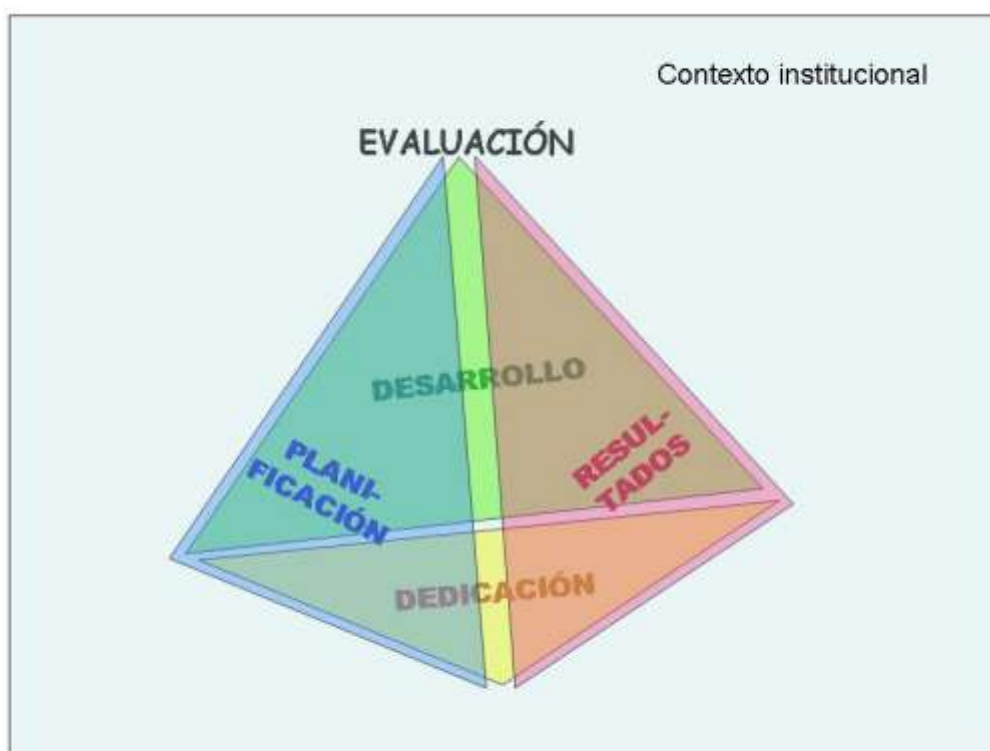 Contexto institucional
EVALUACIÓN
DESARROLLO
PLANI-
FICACIÓN
RESUL-
TADOS
DEDICACIÓN